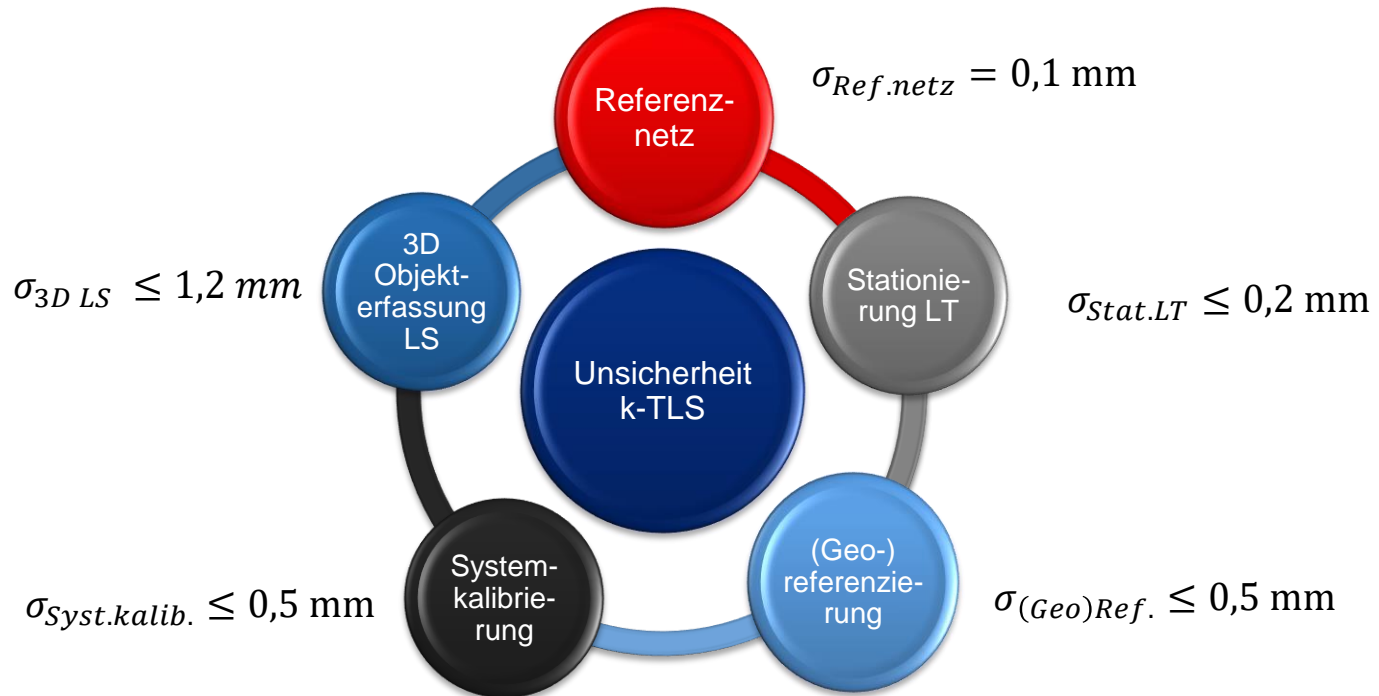 Referenz-
netz
σ_Ref.netz = 0,1 mm
3D
Objekt-
erfassung
LS
σ_3D LS ≤ 1,2 mm
Stationie-
rung LT
σ_Stat.LT ≤ 0,2 mm
Unsicherheit
k-TLS
System-
kalibrie-
rung
σ_Syst.kalib. ≤ 0,5 mm
(Geo-)
referenzie-
rung
σ_(Geo)Ref. ≤ 0,5 mm